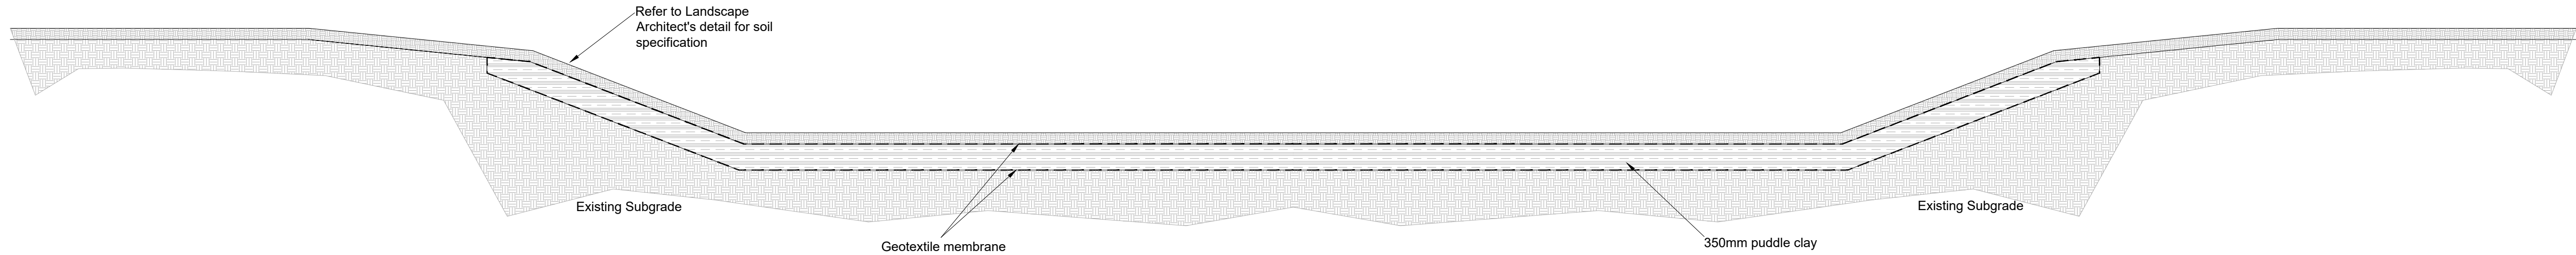 Refer to Landscape
Architect's detail for soil
specification
Existing Subgrade
Existing Subgrade
Geotextile membrane
350mm puddle clay